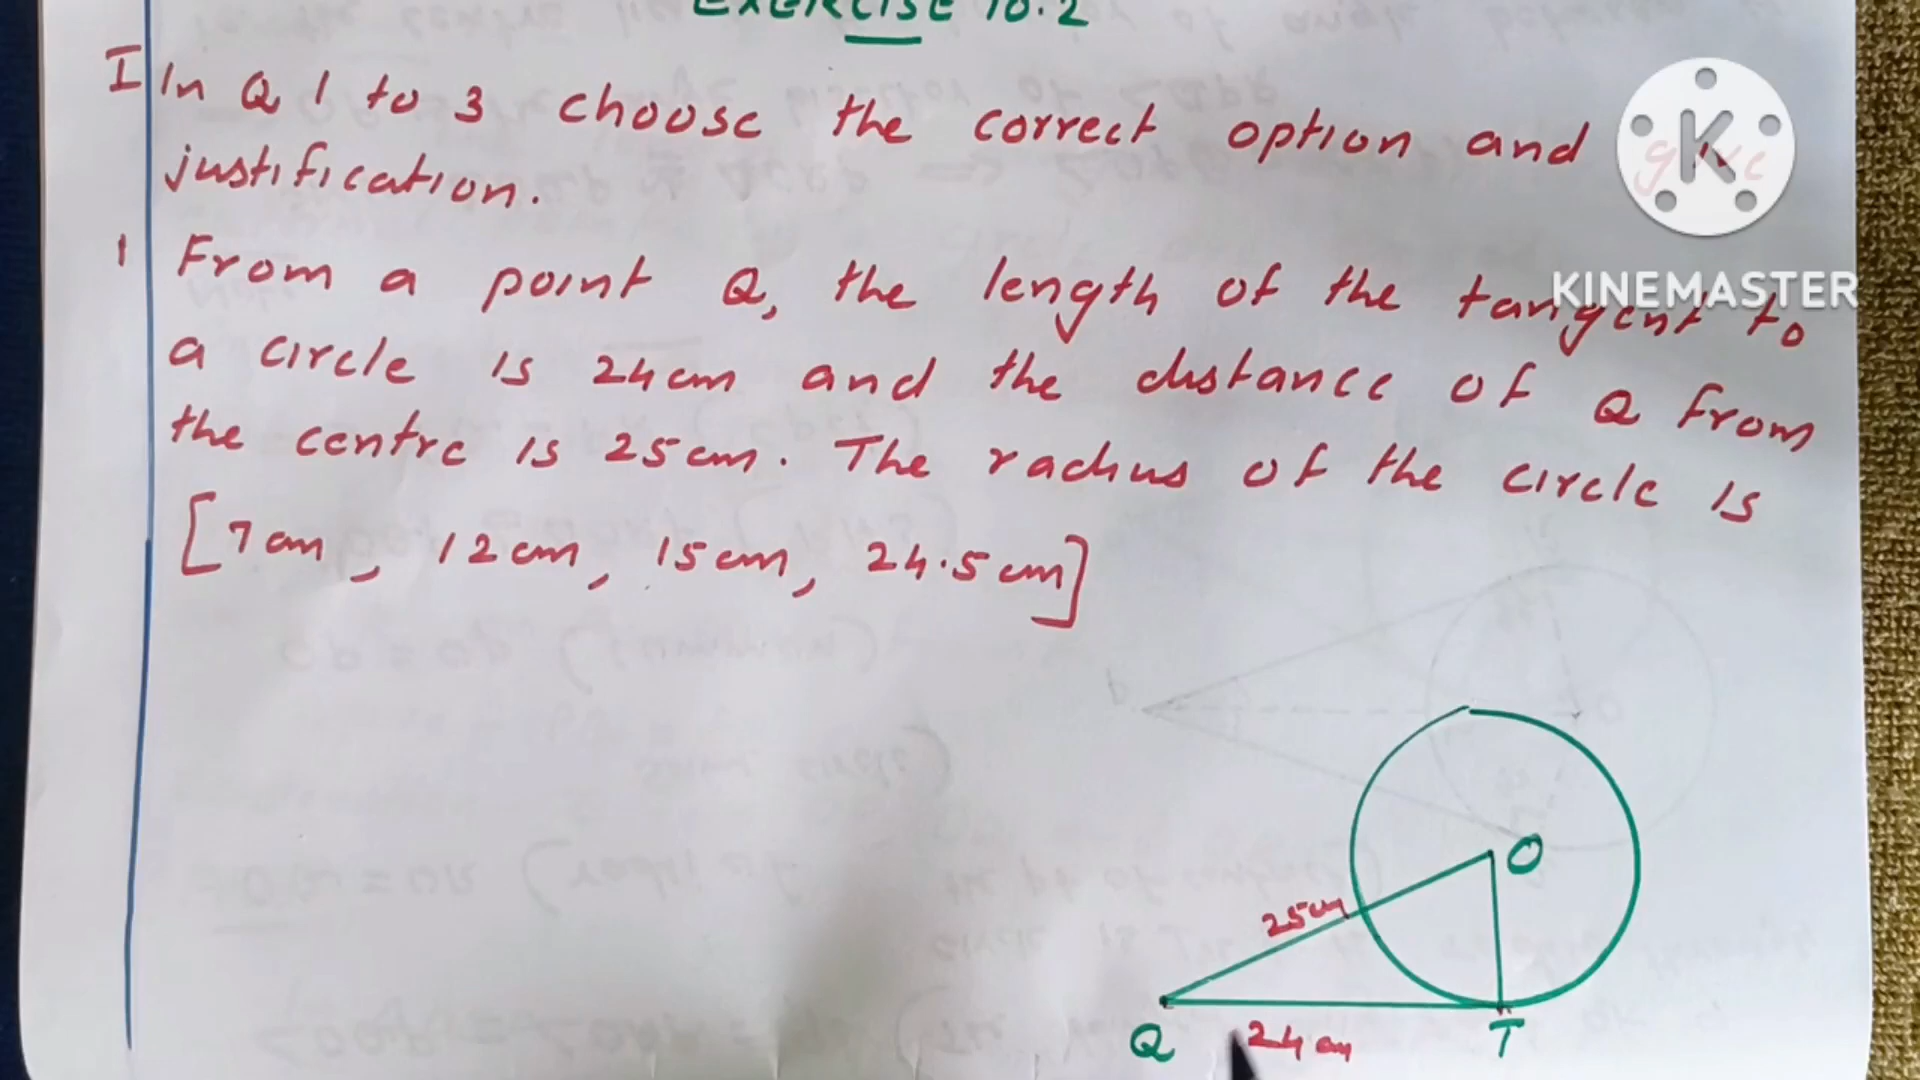 EXERCISE 10.2
I In Q 1 to 3 choose the correct option and
justification.
1 From a point Q, the length of the tangent to
a circle is 24cm and the distance of Q from
the centre is 25cm. The radius of the circle is
[7cm, 12cm, 15cm, 24.5cm]
KINEMASTER
O
25cm
Q 24cm T